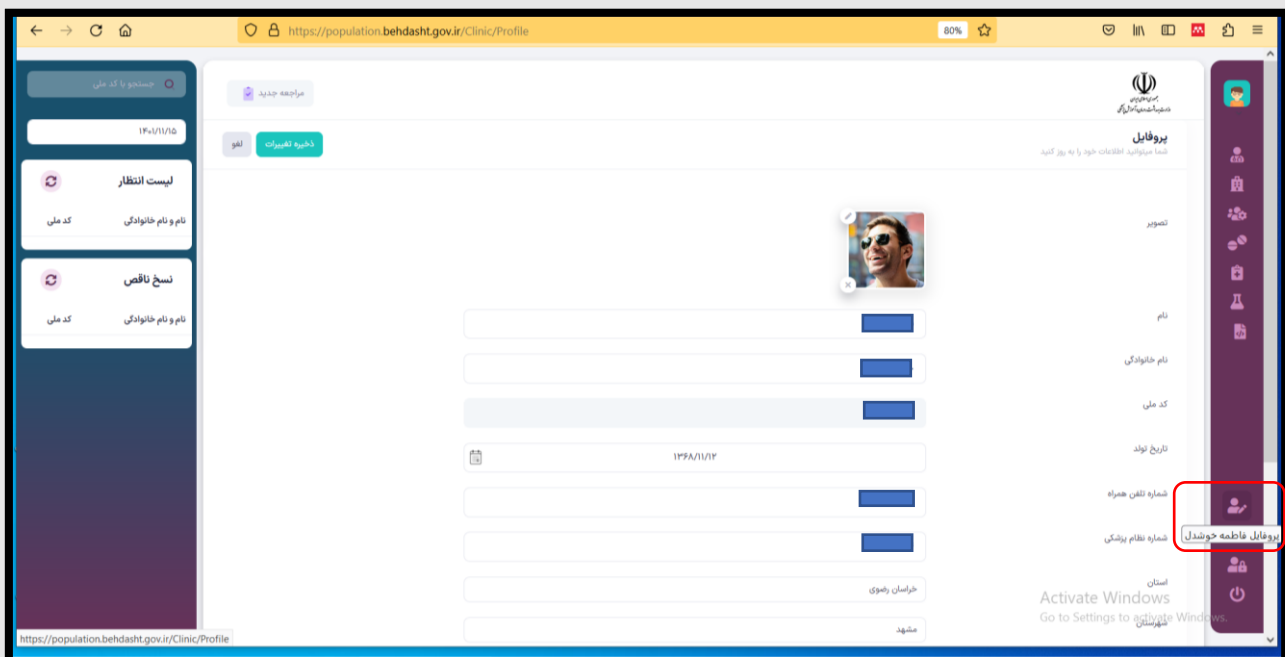 https://population.behdasht.gov.ir/Clinic/Profile
80%
جستجو با کد ملی
۱۴۰۱/۱۱/۱۵
لیست انتظار
نام و نام خانوادگی کد ملی
نسخ ناقص
نام و نام خانوادگی کد ملی
مراجعه جدید
پروفایل
شما میتوانید اطلاعات خود را به روز کنید
ذخیره تغییرات
لغو
تصویر
نام
نام خانوادگی
کد ملی
تاریخ تولد
۱۳۶۸/۱۱/۱۲
شماره تلفن همراه
شماره نظام پزشکی
پروفایل فاطمه خوشدل
استان
خراسان رضوی
شهرستان
مشهد
Activate Windows
Go to Settings to activate Windows.
https://population.behdasht.gov.ir/Clinic/Profile